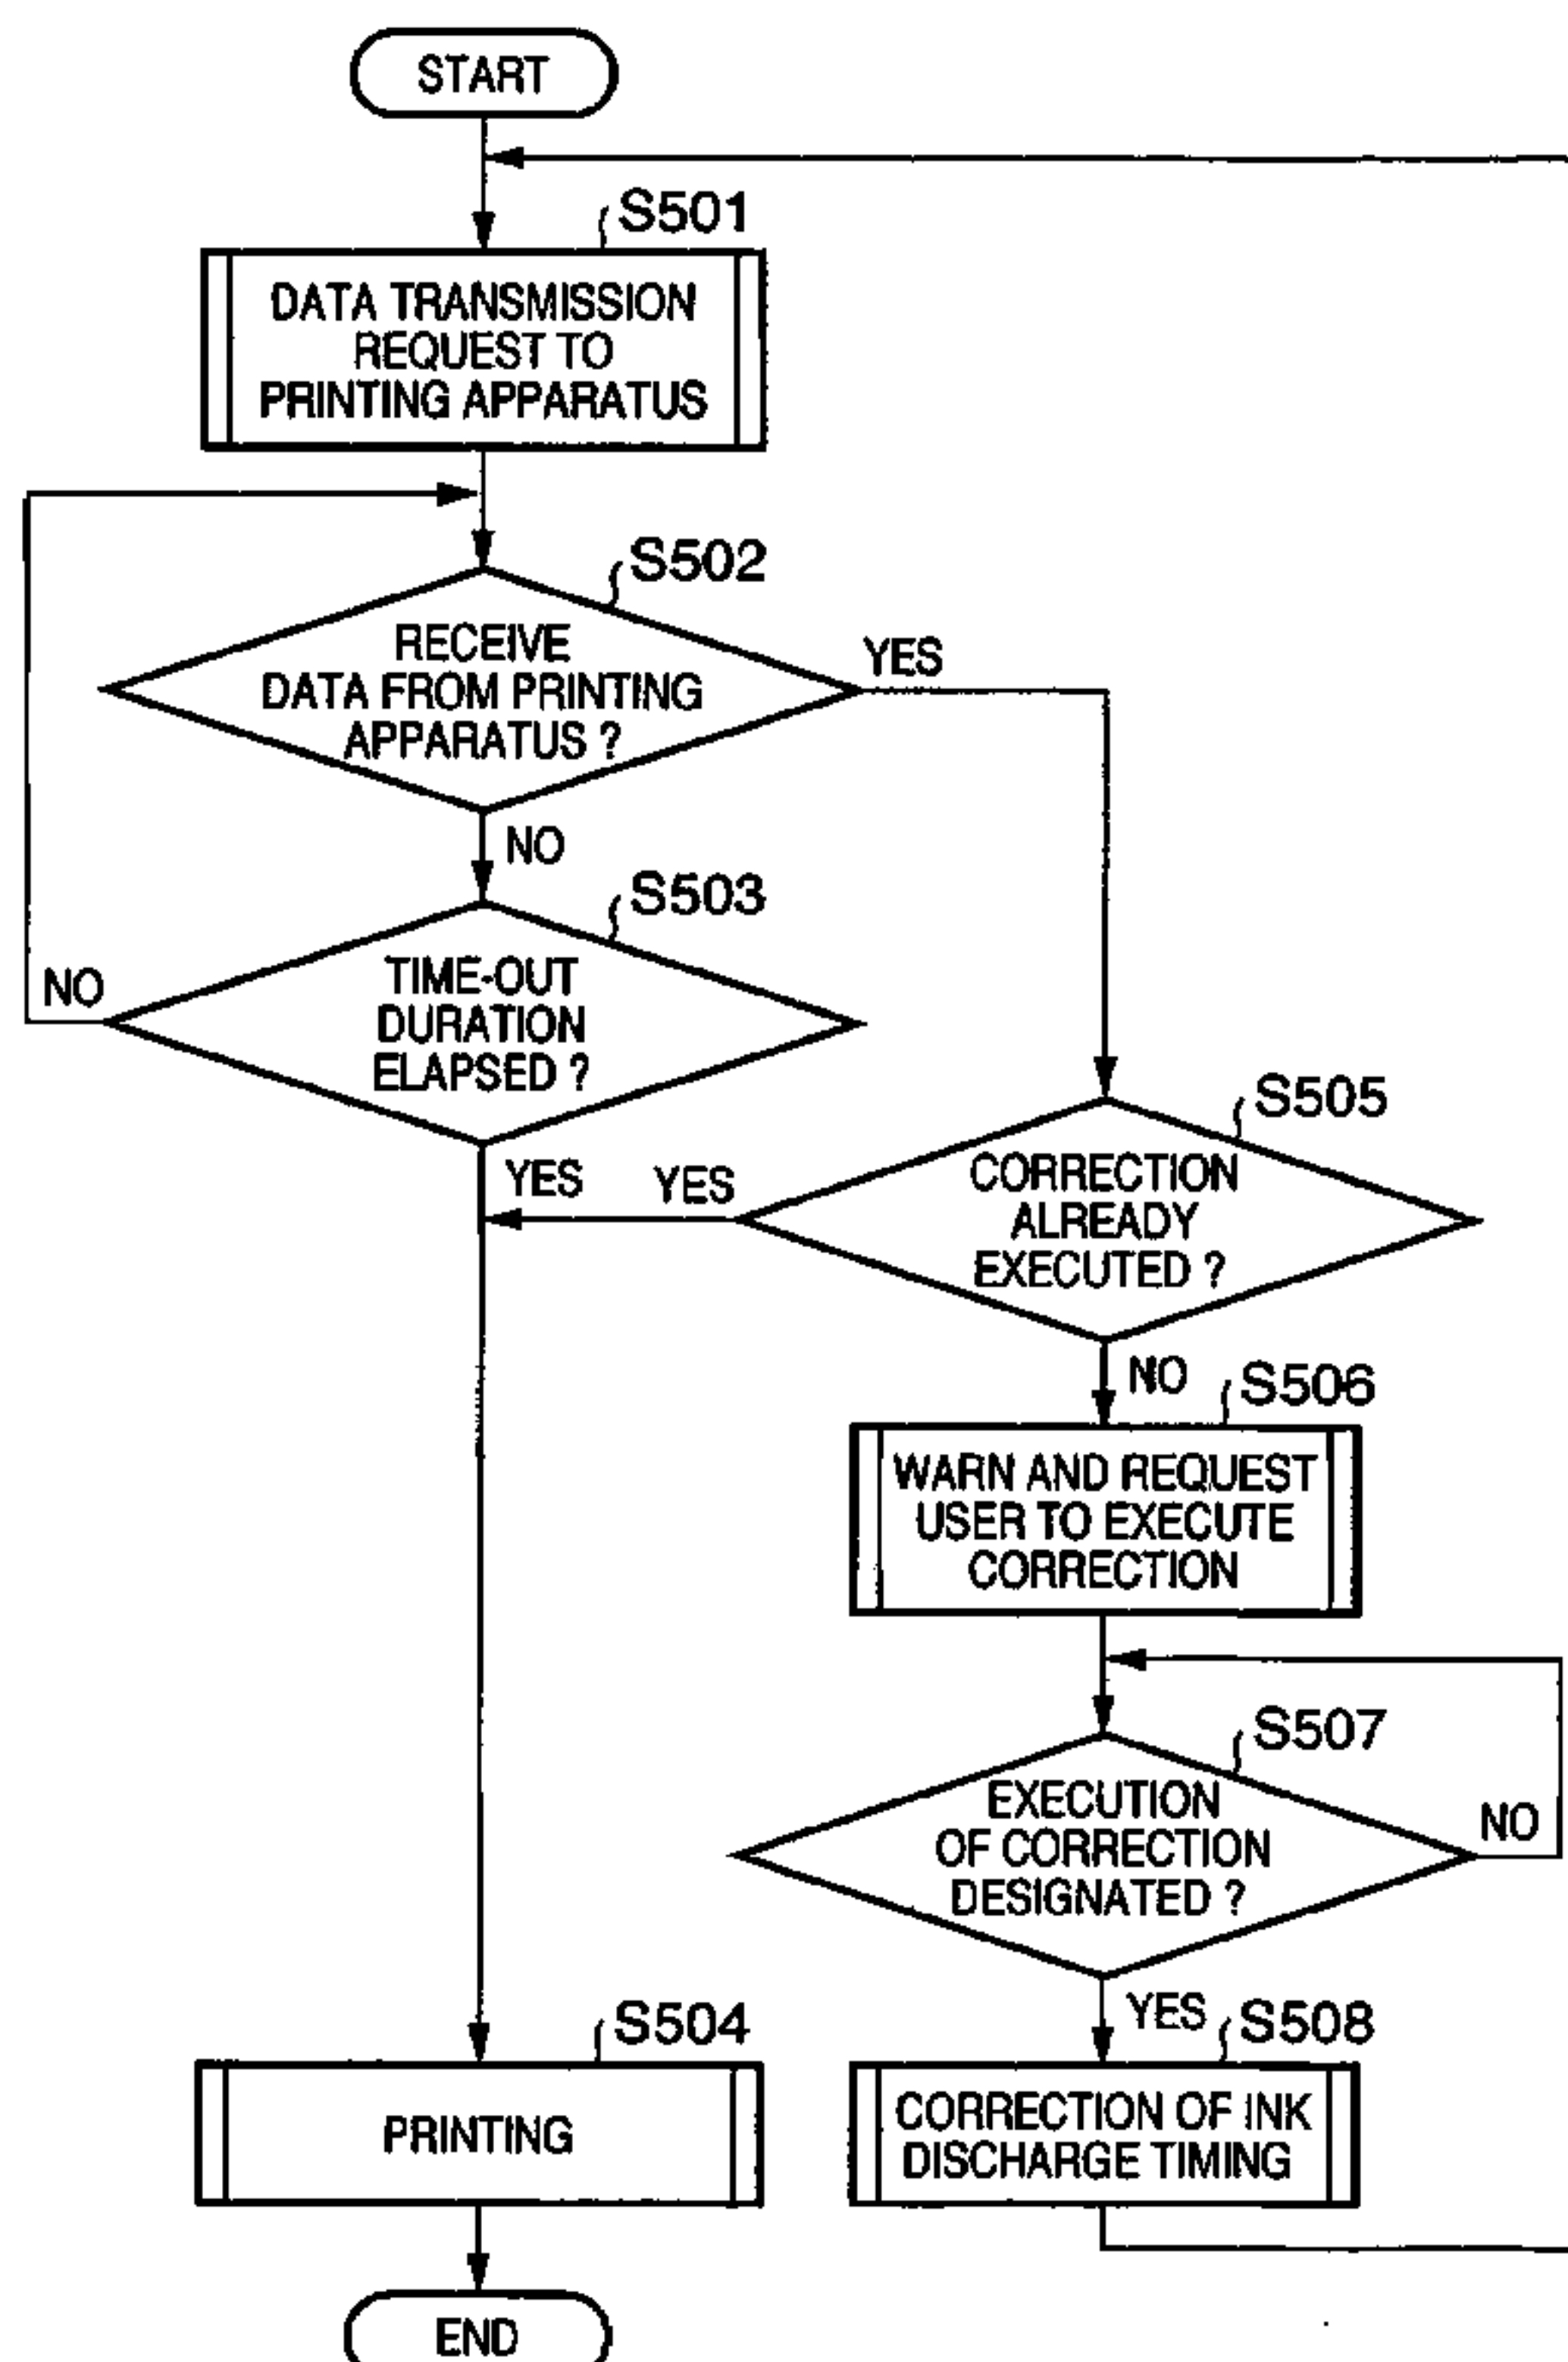 START
S501
DATA TRANSMISSION
REQUEST TO
PRINTING APPARATUS
S502
RECEIVE
DATA FROM PRINTING
APPARATUS ?
YES
NO
S503
TIME-OUT
DURATION
ELAPSED ?
NO
YES
YES
S505
CORRECTION
ALREADY
EXECUTED ?
NO
S506
WARN AND REQUEST
USER TO EXECUTE
CORRECTION
S507
EXECUTION
OF CORRECTION
DESIGNATED ?
NO
YES
S504
PRINTING
S508
CORRECTION OF INK
DISCHARGE TIMING
END